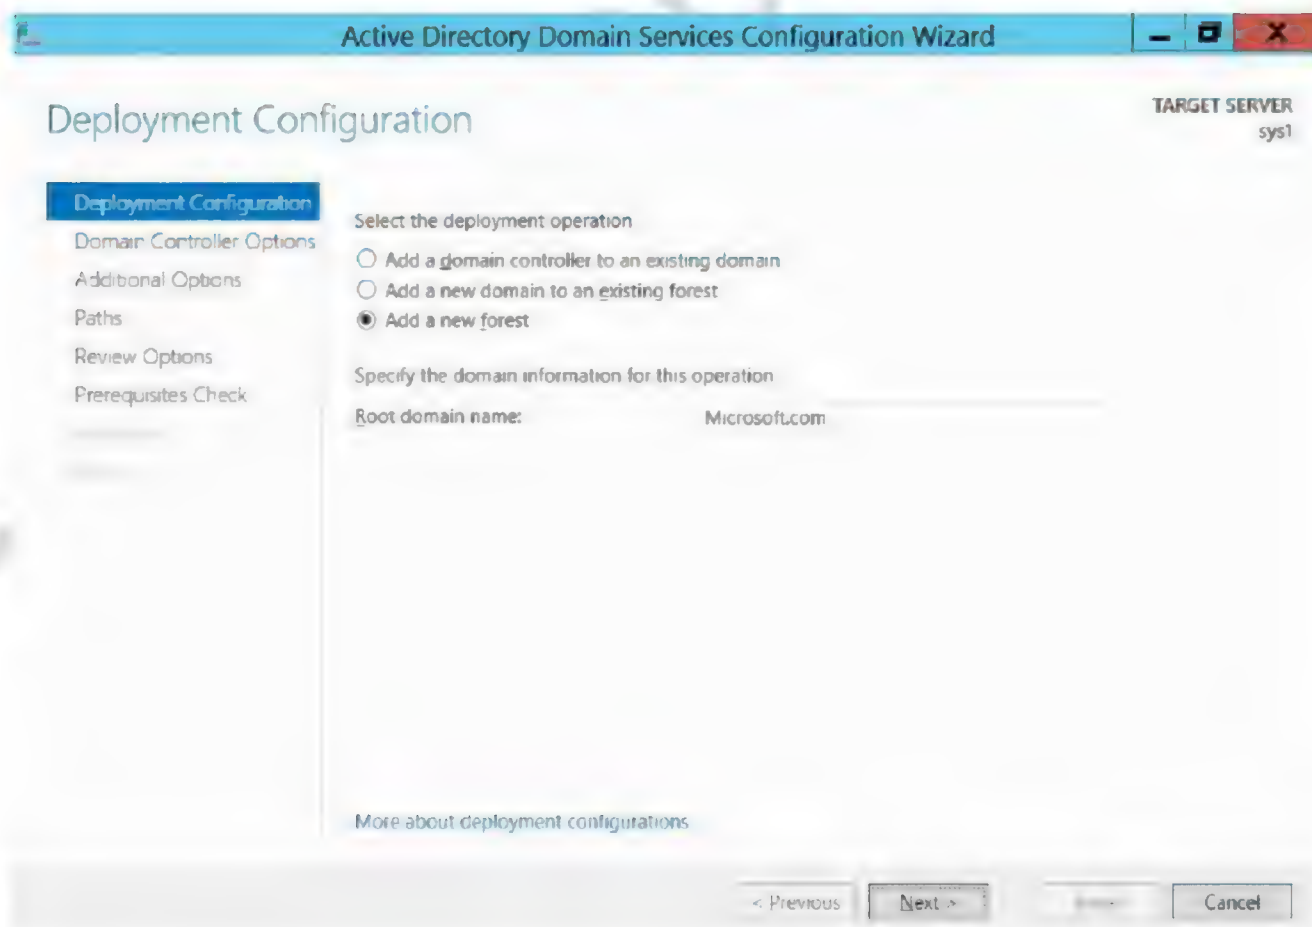 Active Directory Domain Services Configuration Wizard
Deployment Configuration
TARGET SERVER
sys1
Deployment Configuration
Domain Controller Options
Additional Options
Paths
Review Options
Prerequisites Check
Select the deployment operation
Add a domain controller to an existing domain
Add a new domain to an existing forest
Add a new forest
Specify the domain information for this operation
Root domain name: Microsoft.com
More about deployment configurations
< Previous Next > Cancel